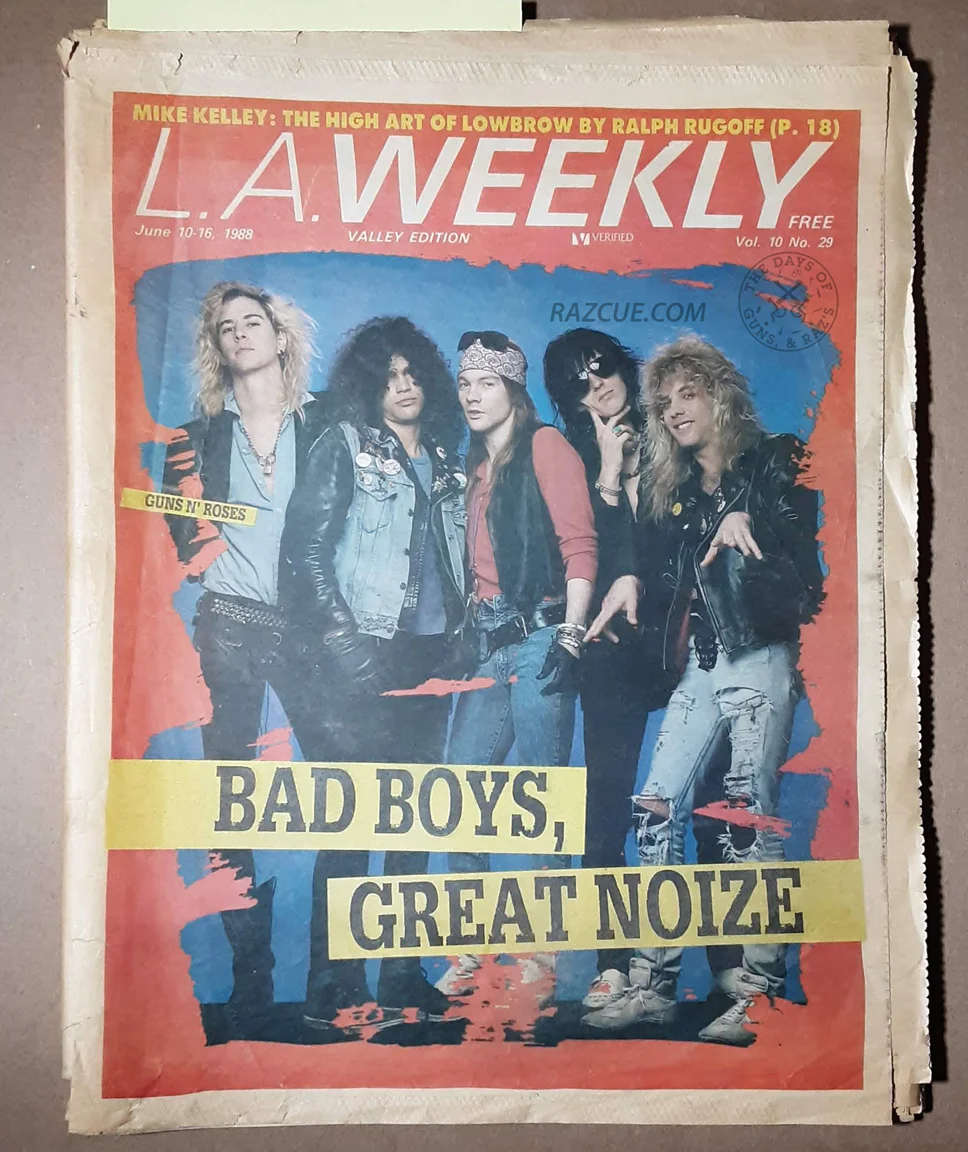 MIKE KELLEY: THE HIGH ART OF LOWBROW BY RALPH RUGOFF (P. 18)
L.A. WEEKLY
FREE
June 10-16, 1988 VALLEY EDITION VERIFIED Vol. 10 No. 29
THE DAYS OF
GUNS, & RAZ'S
RAZCUE.COM
GUNS N' ROSES
BAD BOYS,
GREAT NOIZE